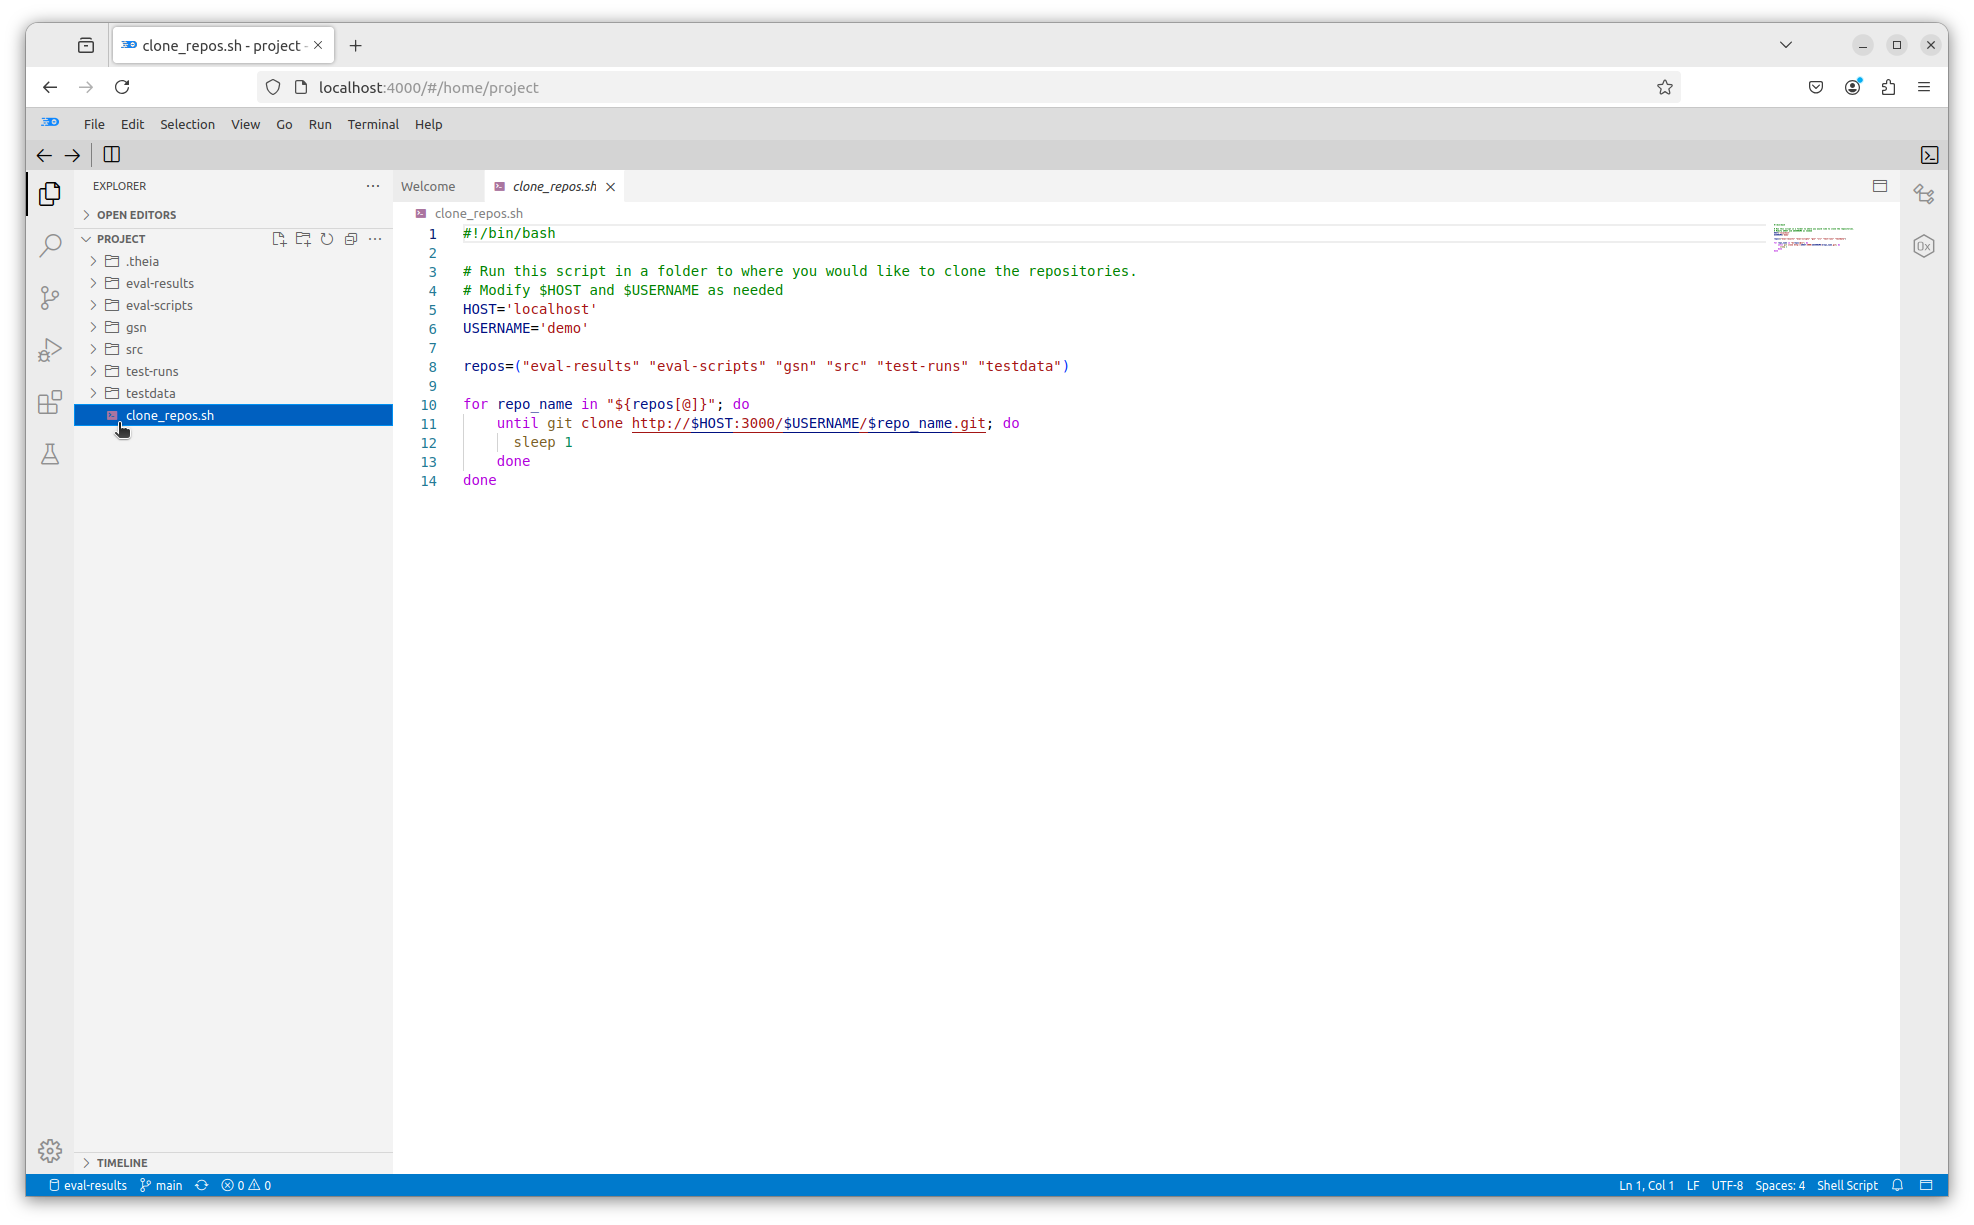 clone_repos.sh - project -
localhost:4000/#/home/project
File Edit Selection View Go Run Terminal Help
EXPLORER
Welcome
clone_repos.sh
OPEN EDITORS
clone_repos.sh
PROJECT
.theia
eval-results
eval-scripts
gsn
src
test-runs
testdata
clone_repos.sh
1 #!/bin/bash
2
3 # Run this script in a folder to where you would like to clone the repositories.
4 # Modify $HOST and $USERNAME as needed
5 HOST='localhost'
6 USERNAME='demo'
7
8 repos=("eval-results" "eval-scripts" "gsn" "src" "test-runs" "testdata")
9
10 for repo_name in "${repos[@]}"; do
11 until git clone http://$HOST:3000/$USERNAME/$repo_name.git; do
12 sleep 1
13 done
14 done
0x
TIMELINE
eval-results main 0 0 Ln 1, Col 1 LF UTF-8 Spaces: 4 Shell Script